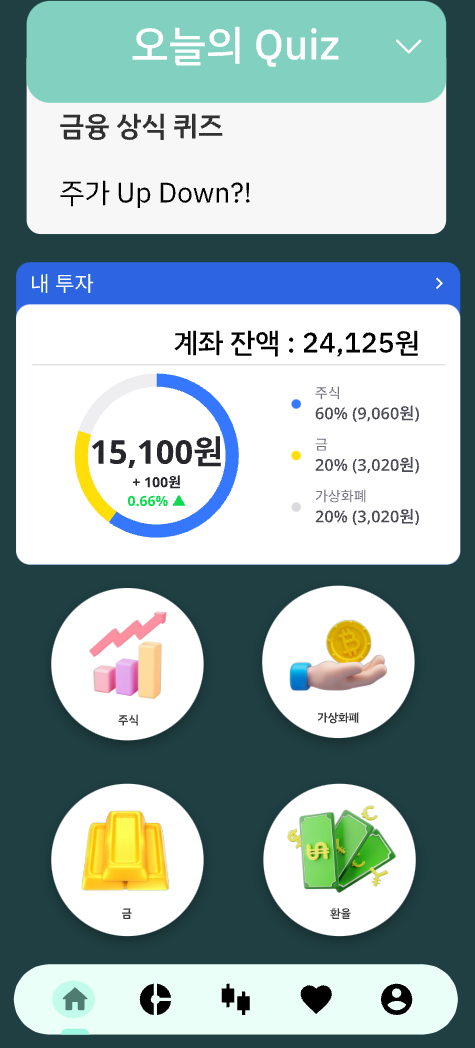 오늘의 Quiz
금융 상식 퀴즈
주가 Up Down?!
내 투자
계좌 잔액 : 24,125원
15,100원
+ 100원
0.66% ▲
주식
60% (9,060원)
금
20% (3,020원)
가상화폐
20% (3,020원)
주식
가상화폐
금
환율